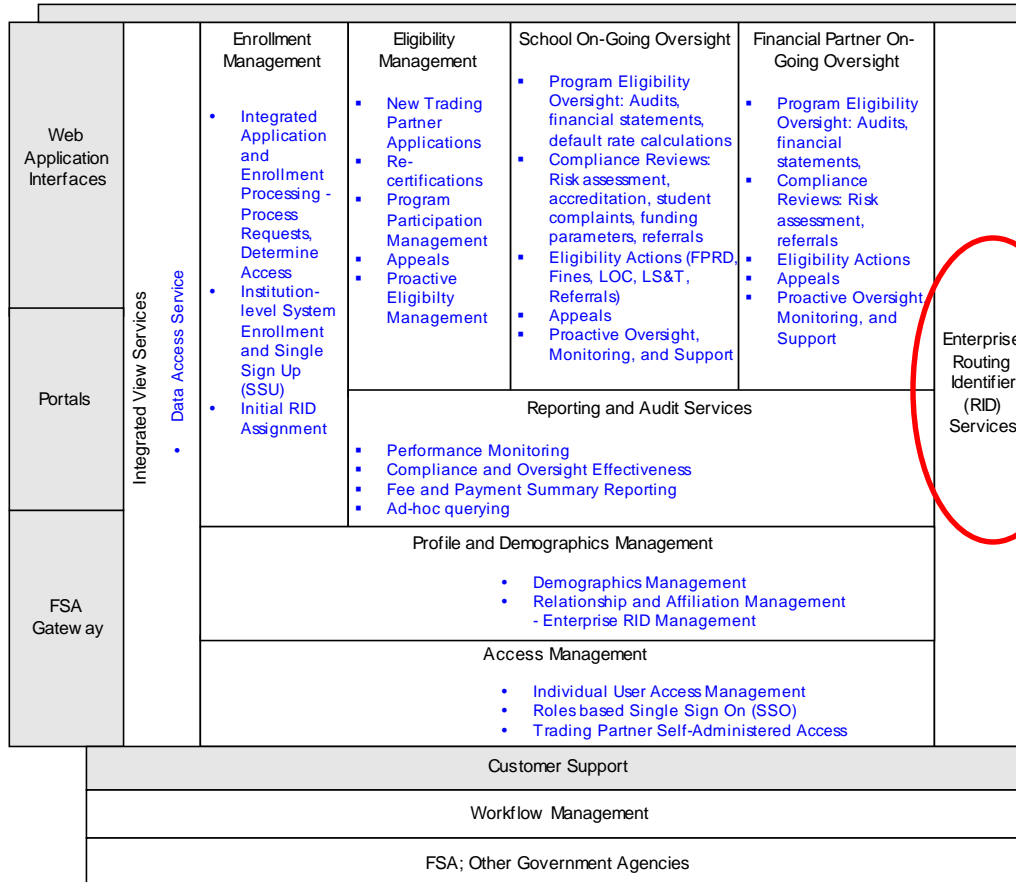 Web
Application
Interfaces
Portals
FSA
Gateway
Integrated View Services
• Data Access Service
Enrollment
Management
• Integrated
Application
and
Enrollment
Processing -
Process
Requests,
Determine
Access
• Institution-
level System
Enrollment
and Single
Sign Up
(SSU)
• Initial RID
Assignment
Eligibility
Management
▪ New Trading
Partner
Applications
▪ Re-
certifications
▪ Program
Participation
Management
▪ Appeals
▪ Proactive
Eligibilty
Management
School On-Going Oversight
▪ Program Eligibility
Oversight: Audits,
financial statements,
default rate calculations
▪ Compliance Reviews:
Risk assessment,
accreditation, student
complaints, funding
parameters, referrals
▪ Eligibility Actions (FPRD,
Fines, LOC, LS&T,
Referrals)
▪ Appeals
▪ Proactive Oversight,
Monitoring, and Support
Financial Partner On-
Going Oversight
▪ Program Eligibility
Oversight: Audits,
financial
statements,
▪ Compliance
Reviews: Risk
assessment,
referrals
▪ Eligibility Actions
▪ Appeals
▪ Proactive Oversight,
Monitoring, and
Support
Enterprise
Routing
Identifier
(RID)
Services
Reporting and Audit Services
▪ Performance Monitoring
▪ Compliance and Oversight Effectiveness
▪ Fee and Payment Summary Reporting
▪ Ad-hoc querying
Profile and Demographics Management
• Demographics Management
• Relationship and Affiliation Management
- Enterprise RID Management
Access Management
• Individual User Access Management
• Roles based Single Sign On (SSO)
• Trading Partner Self-Administered Access
Customer Support
Workflow Management
FSA; Other Government Agencies